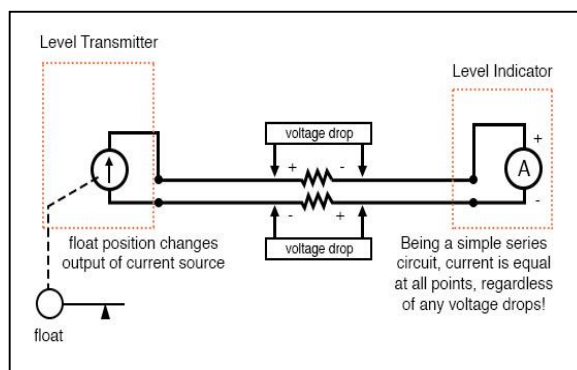 Level Transmitter
Level Indicator
voltage drop
+ -
+
A
- +
-
voltage drop
float position changes
output of current source
Being a simple series
circuit, current is equal
at all points, regardless
of any voltage drops!
float